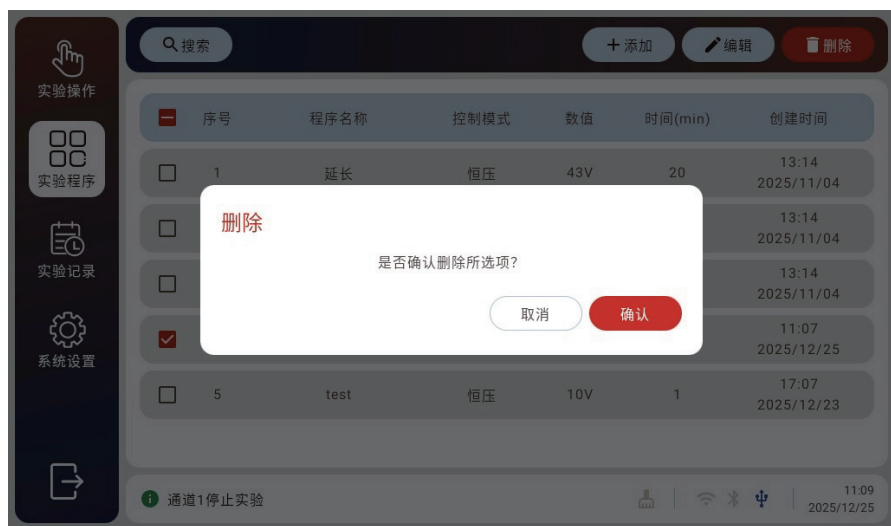 实验操作
实验程序
实验记录
系统设置
搜索
添加
编辑
删除
序号 程序名称 控制模式 数值 时间(min) 创建时间
1 延长 恒压 43V 20 13:14
2025/11/04
13:14
2025/11/04
13:14
2025/11/04
11:07
2025/12/25
5 test 恒压 10V 1 17:07
2025/12/23
删除
是否确认删除所选项?
取消
确认
通道1停止实验
11:09
2025/12/25